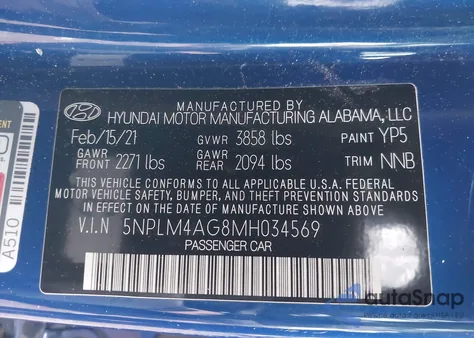 MANUFACTURED BY
HYUNDAI MOTOR MANUFACTURING ALABAMA, LLC
Feb/15/21 GVWR 3858 lbs PAINT YP5
GAWR FRONT 2271 lbs GAWR REAR 2094 lbs TRIM NNB
THIS VEHICLE CONFORMS TO ALL APPLICABLE U.S.A. FEDERAL
MOTOR VEHICLE SAFETY, BUMPER, AND THEFT PREVENTION STANDARDS
IN EFFECT ON THE DATE OF MANUFACTURE SHOWN ABOVE.
V.I.N 5NPLM4AG8MH034569
PASSENGER CAR
A510
autoSnap